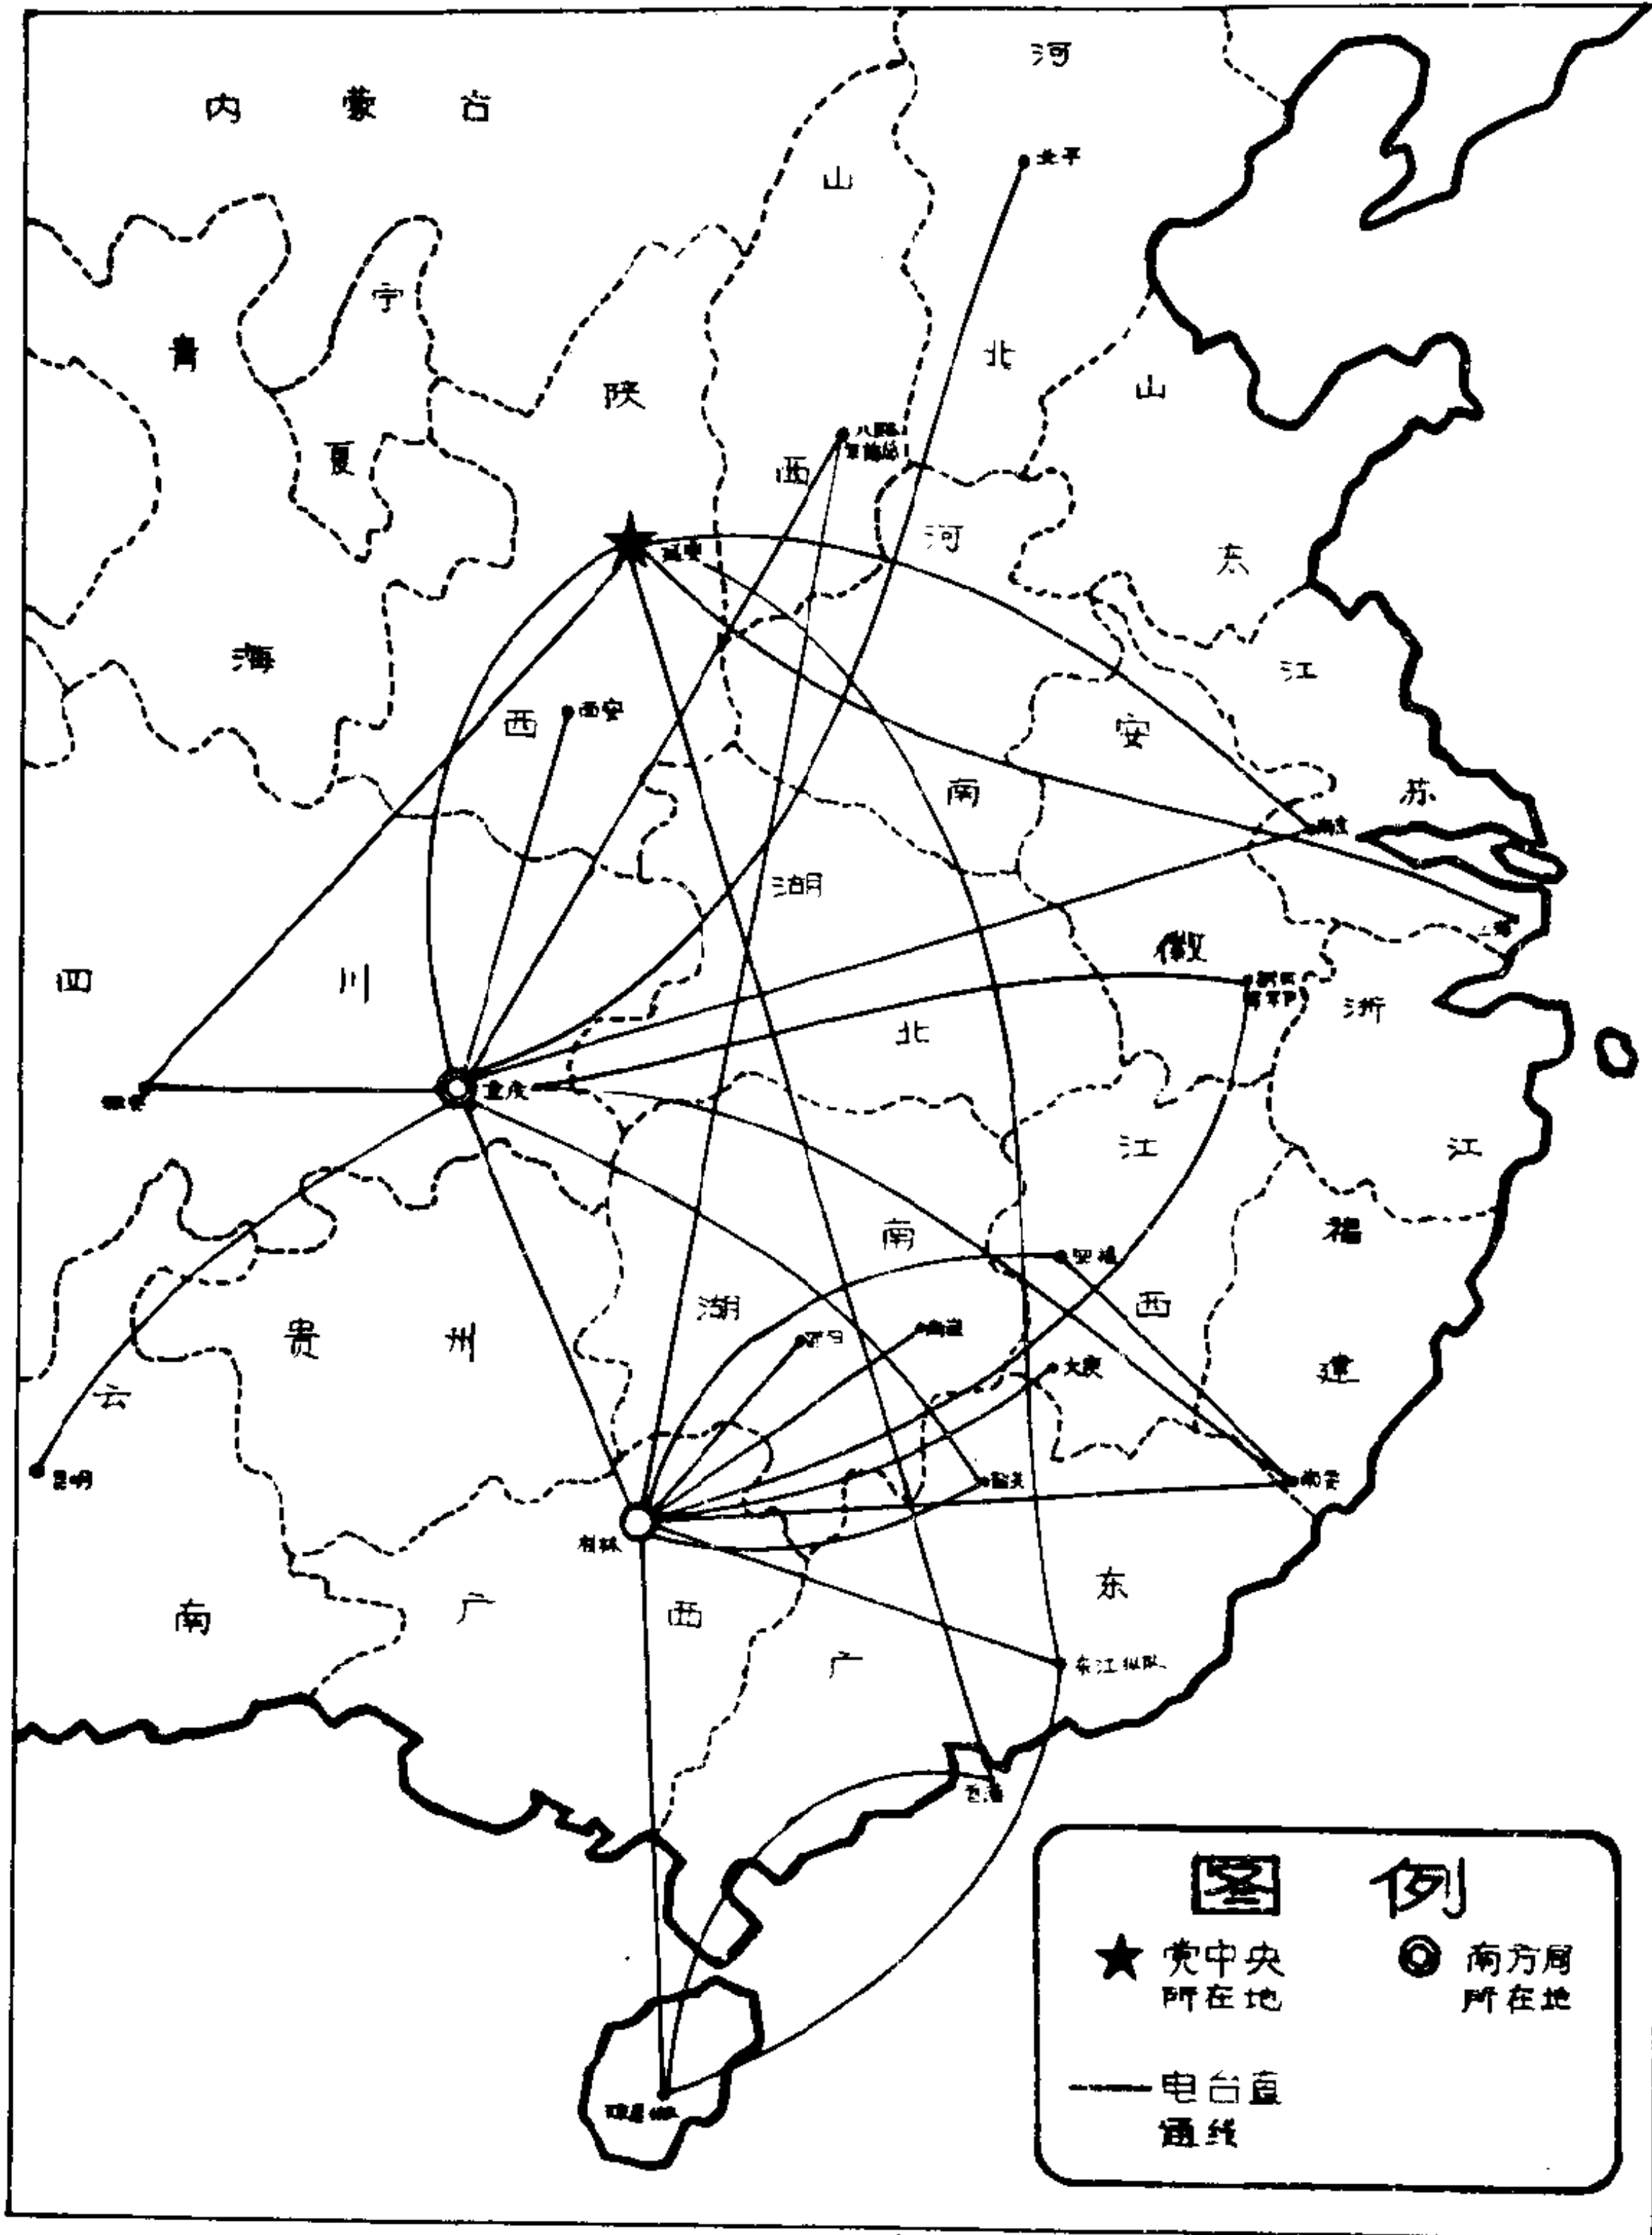 内蒙古
河
北
山
西
北平
宁
夏
青
海
陕
西
山
东
延安
河
南
西安
江
苏
安
徽
南京
上海
四川
湖
北
浙
江
重庆
雅安
江
西
福
建
湖
南
贵州
云
南
昆明
大庾
韶关
桂林
广西
广
东
东江纵队
香港
图例
党中央
所在地
南方局
所在地
电台直
通线